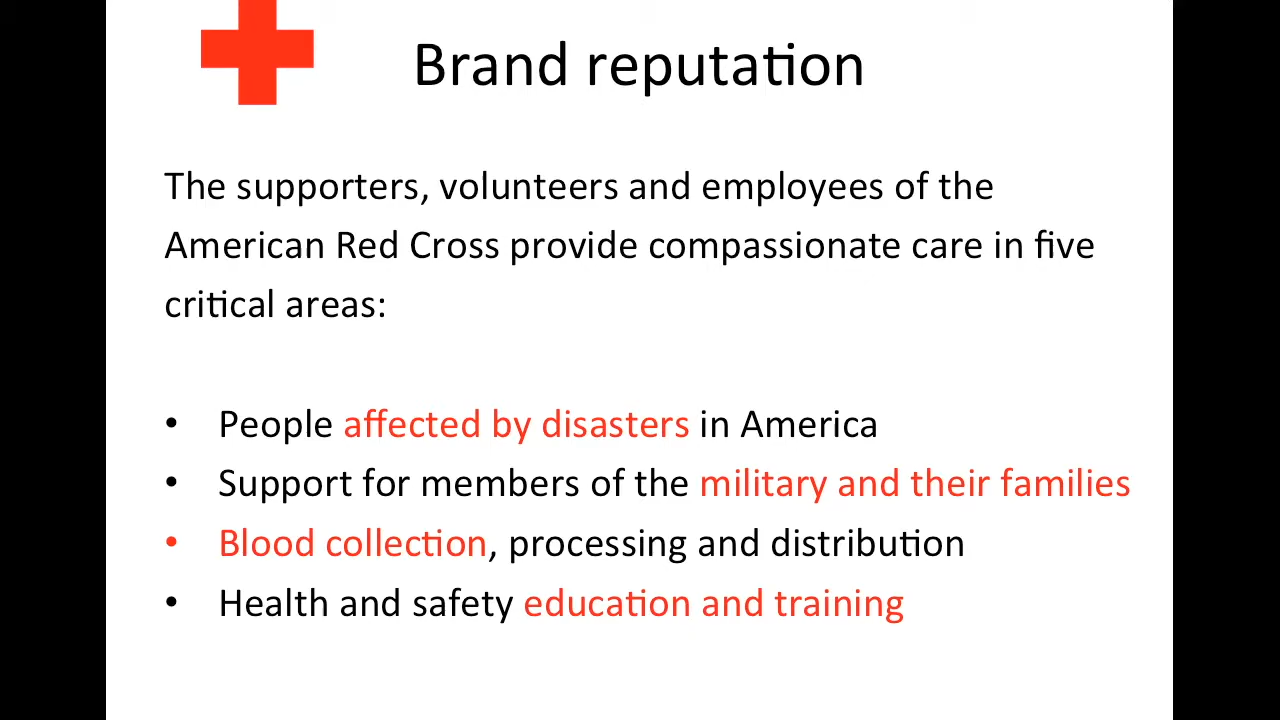 Brand reputation
The supporters, volunteers and employees of the
American Red Cross provide compassionate care in five
critical areas:
• People affected by disasters in America
• Support for members of the military and their families
• Blood collection, processing and distribution
• Health and safety education and training